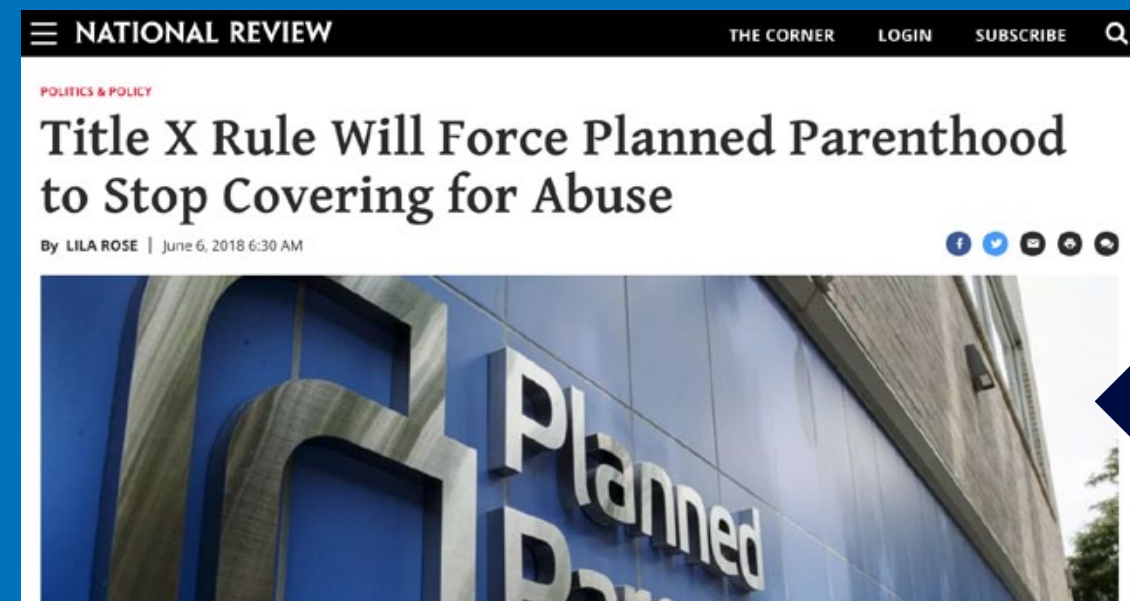 NATIONAL REVIEW
THE CORNER LOGIN SUBSCRIBE
POLITICS & POLICY
Title X Rule Will Force Planned Parenthood
to Stop Covering for Abuse
By LILA ROSE | June 6, 2018 6:30 AM
Planned